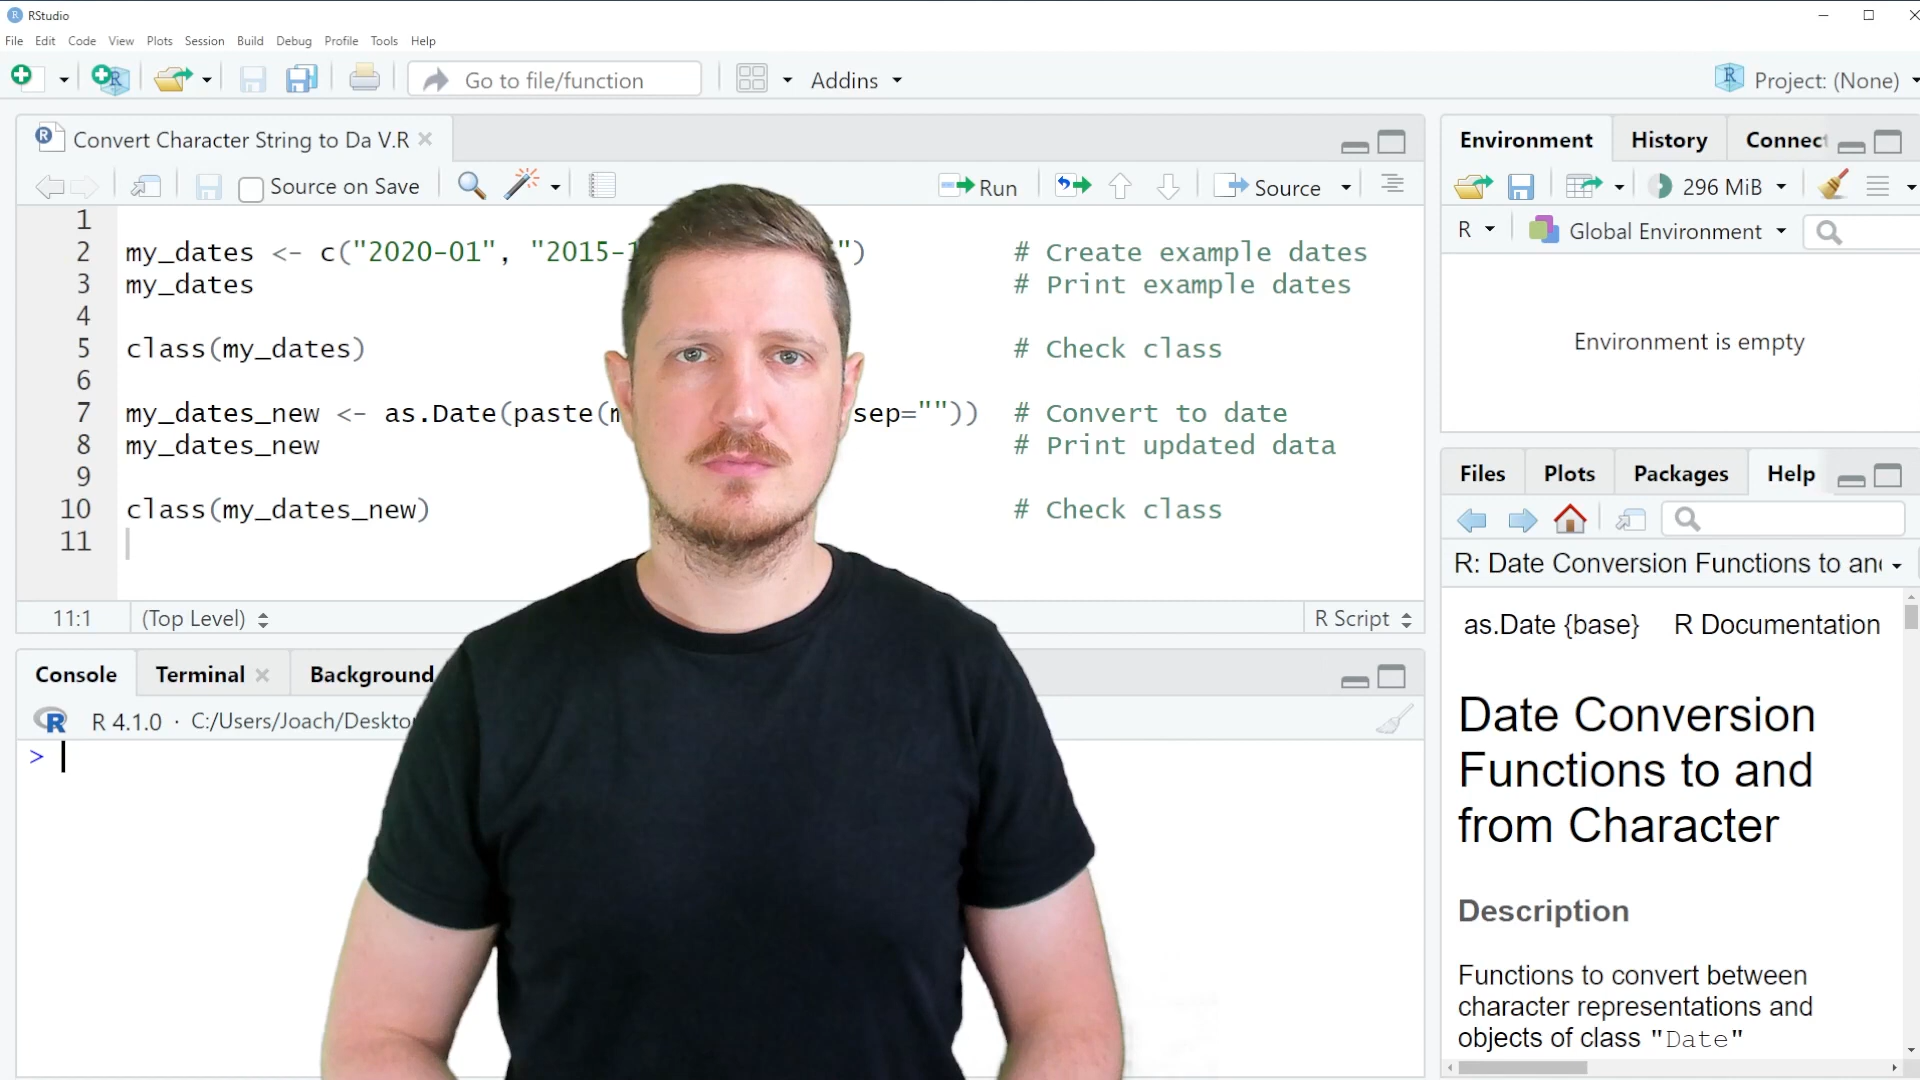 RStudio
File Edit Code View Plots Session Build Debug Profile Tools Help
Go to file/function Addins Project: (None)
Convert Character String to Da V.R
Source on Save Run Source
1
2 my_dates <- c("2020-01", "2015-1 ") # Create example dates
3 my_dates # Print example dates
4
5 class(my_dates) # Check class
6
7 my_dates_new <- as.Date(paste(m sep="")) # Convert to date
8 my_dates_new # Print updated data
9
10 class(my_dates_new) # Check class
11
11:1 (Top Level) R Script
Console Terminal Background
R 4.1.0 · C:/Users/Joach/Deskto
>
Environment History Connect
296 MiB
R Global Environment
Environment is empty
Files Plots Packages Help
R: Date Conversion Functions to an
as.Date {base} R Documentation
Date Conversion
Functions to and
from Character
Description
Functions to convert between
character representations and
objects of class "Date"